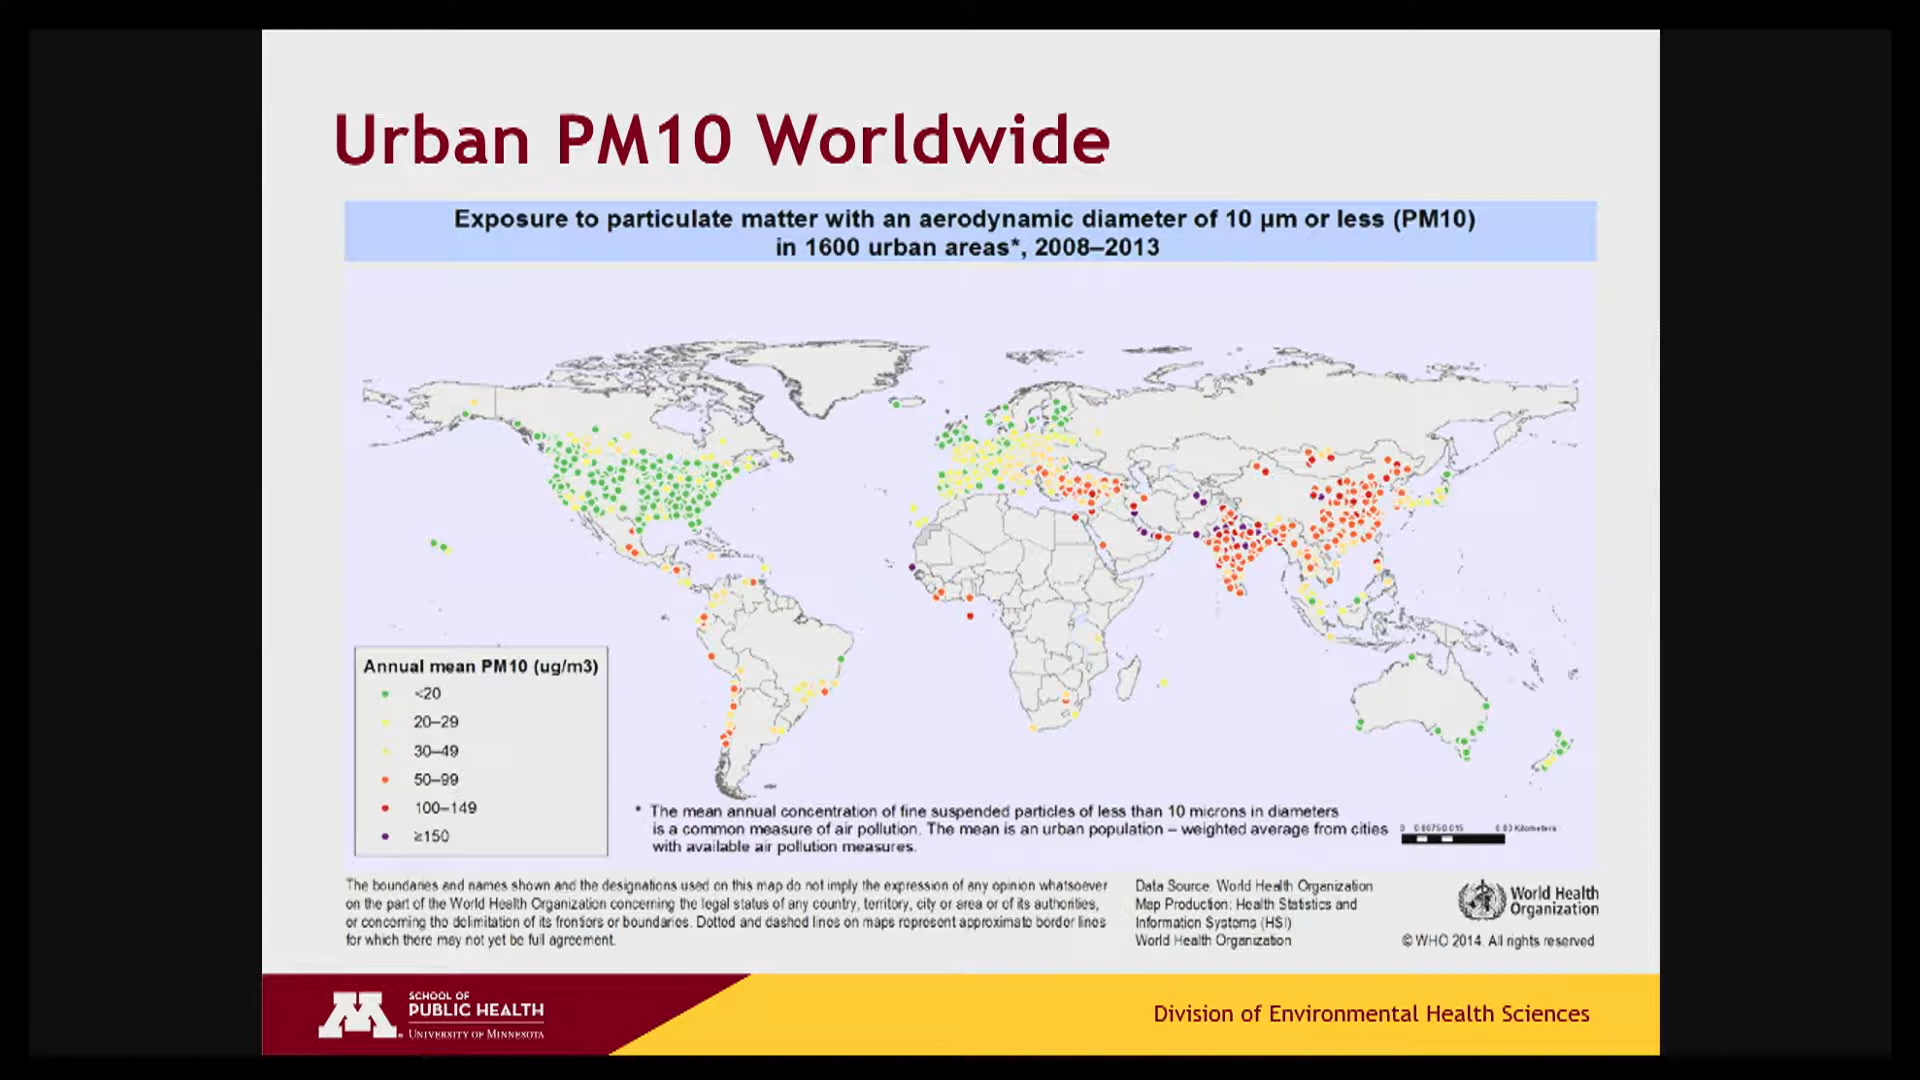 Urban PM10 Worldwide
Exposure to particulate matter with an aerodynamic diameter of 10 µm or less (PM10)
in 1600 urban areas*, 2008–2013
Annual mean PM10 (ug/m3)
<20
20–29
30–49
50–99
100–149
≥150
* The mean annual concentration of fine suspended particles of less than 10 microns in diameters
is a common measure of air pollution. The mean is an urban population – weighted average from cities
with available air pollution measures.
Kilometers
The boundaries and names shown and the designations used on this map do not imply the expression of any opinion whatsoever
on the part of the World Health Organization concerning the legal status of any country, territory, city or area or of its authorities,
or concerning the delimitation of its frontiers or boundaries. Dotted and dashed lines on maps represent approximate border lines
for which there may not yet be full agreement.
Data Source: World Health Organization
Map Production: Health Statistics and
Information Systems (HSI)
World Health Organization
World Health
Organization
© WHO 2014. All rights reserved
M
SCHOOL OF
PUBLIC HEALTH
UNIVERSITY OF MINNESOTA
Division of Environmental Health Sciences